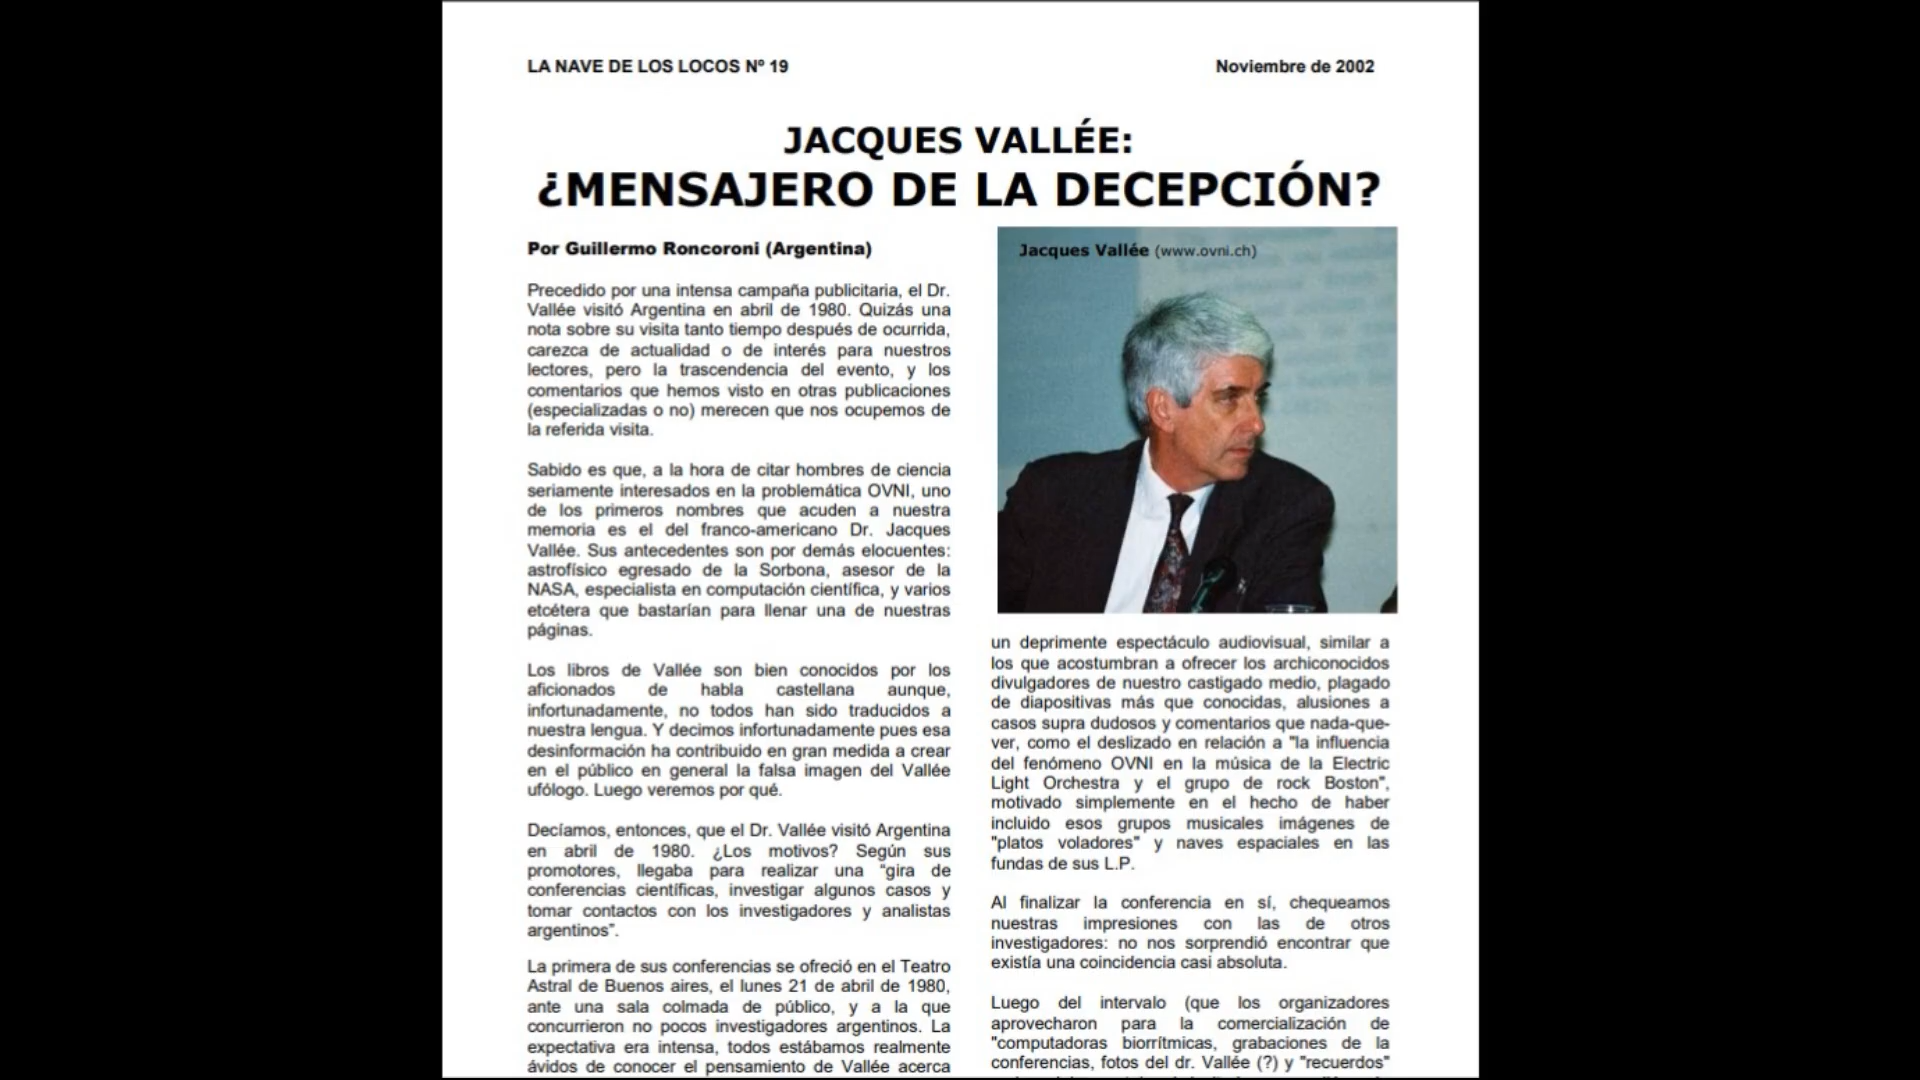 LA NAVE DE LOS LOCOS Nº 19
Noviembre de 2002
JACQUES VALLÉE:
¿MENSAJERO DE LA DECEPCIÓN?
Por Guillermo Roncoroni (Argentina)
Precedido por una intensa campaña publicitaria, el Dr.
Vallée visitó Argentina en abril de 1980. Quizás una
nota sobre su visita tanto tiempo después de ocurrida,
carezca de actualidad o de interés para nuestros
lectores, pero la trascendencia del evento, y los
comentarios que hemos visto en otras publicaciones
(especializadas o no) merecen que nos ocupemos de
la referida visita.
Sabido es que, a la hora de citar hombres de ciencia
seriamente interesados en la problemática OVNI, uno
de los primeros nombres que acuden a nuestra
memoria es el del franco-americano Dr. Jacques
Vallée. Sus antecedentes son por demás elocuentes:
astrofísico egresado de la Sorbona, asesor de la
NASA, especialista en computación científica, y varios
etcétera que bastarían para llenar una de nuestras
páginas.
Los libros de Vallée son bien conocidos por los
aficionados de habla castellana aunque,
infortunadamente, no todos han sido traducidos a
nuestra lengua. Y decimos infortunadamente pues esa
desinformación ha contribuido en gran medida a crear
en el público en general la falsa imagen del Vallée
ufólogo. Luego veremos por qué.
Decíamos, entonces, que el Dr. Vallée visitó Argentina
en abril de 1980. ¿Los motivos? Según sus
promotores, llegaba para realizar una "gira de
conferencias científicas, investigar algunos casos y
tomar contactos con los investigadores y analistas
argentinos".
La primera de sus conferencias se ofreció en el Teatro
Astral de Buenos aires, el lunes 21 de abril de 1980,
ante una sala colmada de público, y a la que
concurrieron no pocos investigadores argentinos. La
expectativa era intensa, todos estábamos realmente
ávidos de conocer el pensamiento de Vallée acerca
Jacques Vallée (www.ovni.ch)
un deprimente espectáculo audiovisual, similar a
los que acostumbran a ofrecer los archiconocidos
divulgadores de nuestro castigado medio, plagado
de diapositivas más que conocidas, alusiones a
casos supra dudosos y comentarios que nada-que-
ver, como el deslizado en relación a "la influencia
del fenómeno OVNI en la música de la Electric
Light Orchestra y el grupo de rock Boston",
motivado simplemente en el hecho de haber
incluido esos grupos musicales imágenes de
"platos voladores" y naves espaciales en las
fundas de sus L.P.
Al finalizar la conferencia en sí, chequeamos
nuestras impresiones con las de otros
investigadores: no nos sorprendió encontrar que
existía una coincidencia casi absoluta.
Luego del intervalo (que los organizadores
aprovecharon para la comercialización de
"computadoras biorrítmicas, grabaciones de la
conferencias, fotos del dr. Vallée (?) y "recuerdos"